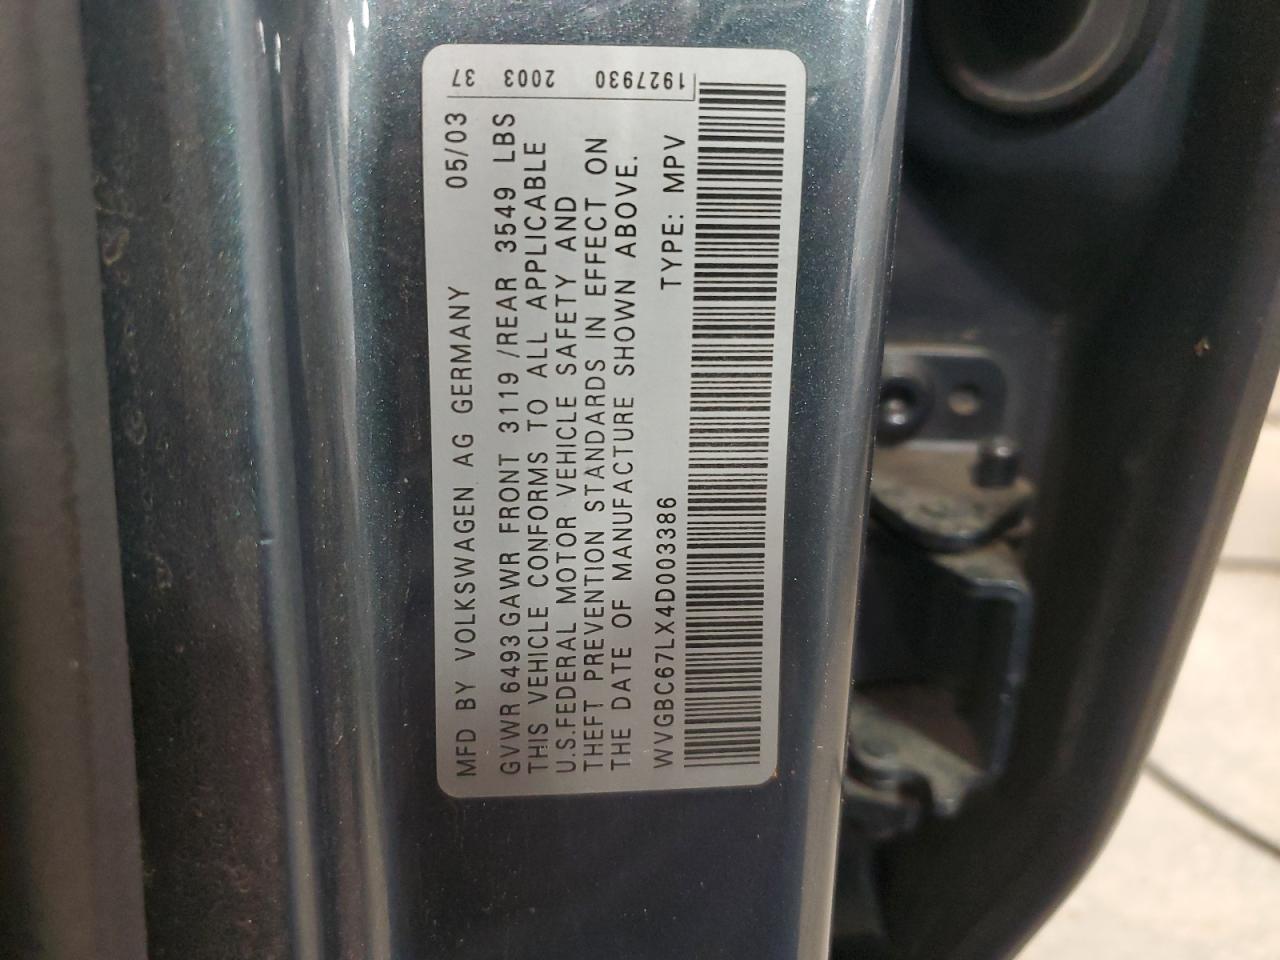 MFD BY VOLKSWAGEN AG GERMANY 05/03
GVWR 6493 GAWR FRONT 3119 /REAR 3549 LBS
THIS VEHICLE CONFORMS TO ALL APPLICABLE
U.S.FEDERAL MOTOR VEHICLE SAFETY AND
THEFT PREVENTION STANDARDS IN EFFECT ON
THE DATE OF MANUFACTURE SHOWN ABOVE.
WVGBC67LX4D003386 TYPE: MPV
37 2003 1927930